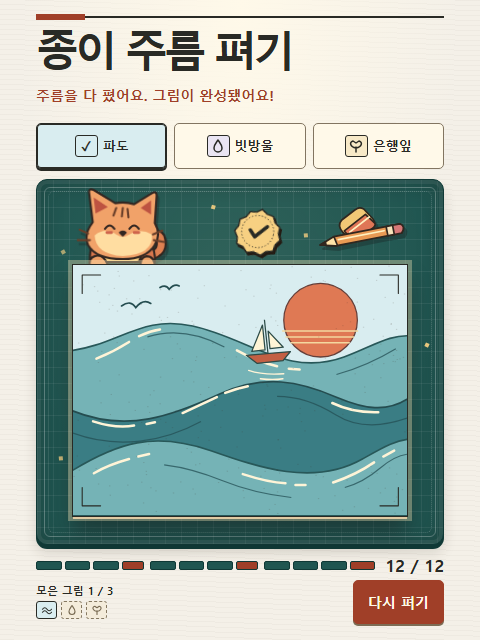 종이 주름 펴기
주름을 다 폈어요. 그림이 완성됐어요!
파도
빗방울
은행잎
12 / 12
모은 그림 1 / 3
다시 펴기